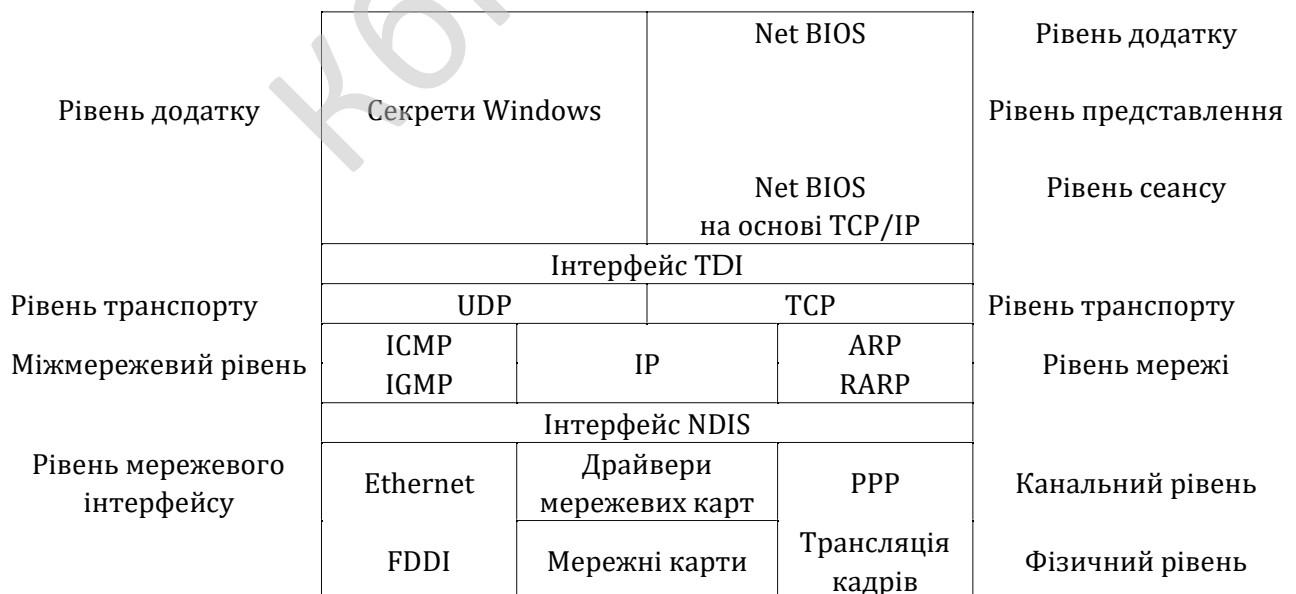 Net BIOS
Рівень додатку
Рівень додатку
Секрети Windows
Рівень представлення
Net BIOS
на основі TCP/IP
Рівень сеансу
Інтерфейс TDI
Рівень транспорту
UDP
TCP
Рівень транспорту
Міжмережевий рівень
ICMP
IGMP
IP
ARP
RARP
Рівень мережі
Інтерфейс NDIS
Рівень мережевого
інтерфейсу
Ethernet
Драйвери
мережевих карт
PPP
Канальний рівень
FDDI
Мережні карти
Трансляція
кадрів
Фізичний рівень